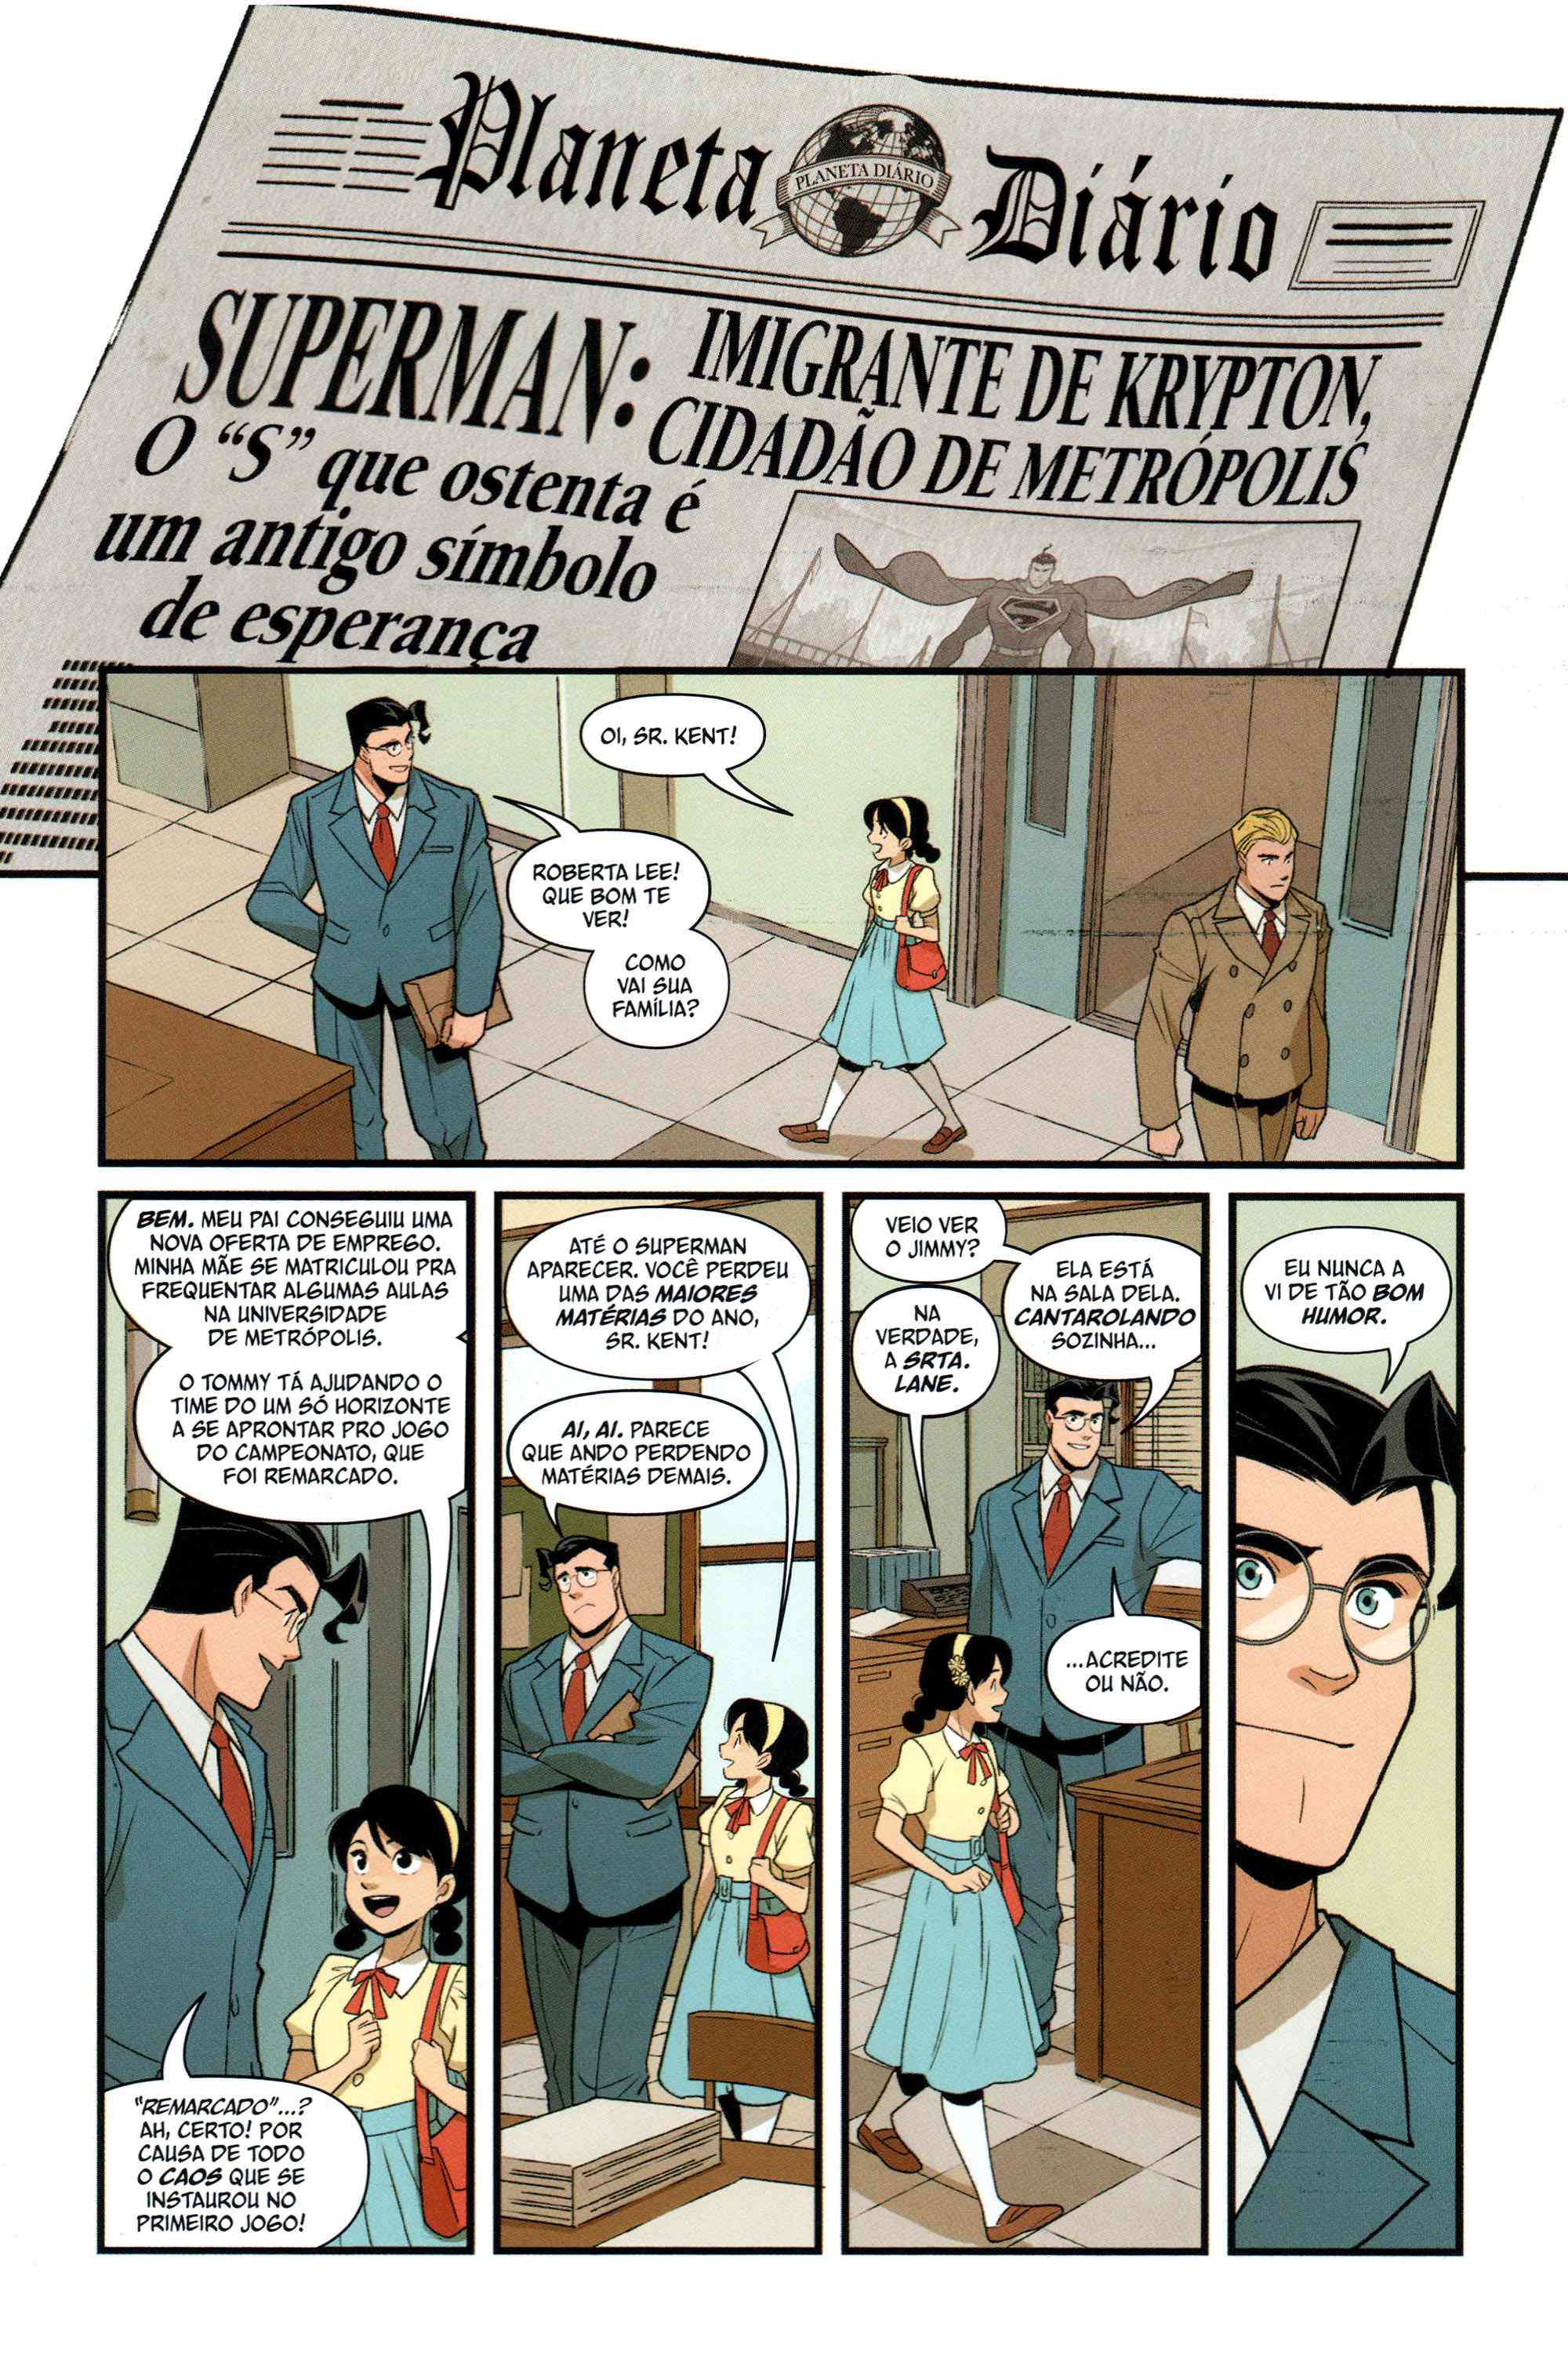 Planeta Diário
PLANETA DIÁRIO
SUPERMAN: IMIGRANTE DE KRYPTON,
CIDADÃO DE METRÓPOLIS
O “S” que ostenta é
um antigo símbolo
de esperança
OI, SR. KENT!
ROBERTA LEE!
QUE BOM TE
VER!
COMO
VAI SUA
FAMÍLIA?
BEM. MEU PAI CONSEGUIU UMA
NOVA OFERTA DE EMPREGO.
MINHA MÃE SE MATRICULOU PRA
FREQUENTAR ALGUMAS AULAS
NA UNIVERSIDADE
DE METRÓPOLIS.
O TOMMY TÁ AJUDANDO O
TIME DO UM SÓ HORIZONTE
A SE APRONTAR PRO JOGO
DO CAMPEONATO, QUE
FOI REMARCADO.
“REMARCADO”...?
AH, CERTO! POR
CAUSA DE TODO
O CAOS QUE SE
INSTAUROU NO
PRIMEIRO JOGO!
ATÉ O SUPERMAN
APARECER. VOCÊ PERDEU
UMA DAS MAIORES
MATÉRIAS DO ANO,
SR. KENT!
AI, AI. PARECE
QUE ANDO PERDENDO
MATÉRIAS DEMAIS.
VEIO VER
O JIMMY?
NA
VERDADE,
A SRTA.
LANE.
ELA ESTÁ
NA SALA DELA.
CANTAROLANDO
SOZINHA...
...ACREDITE
OU NÃO.
EU NUNCA A
VI DE TÃO BOM
HUMOR.